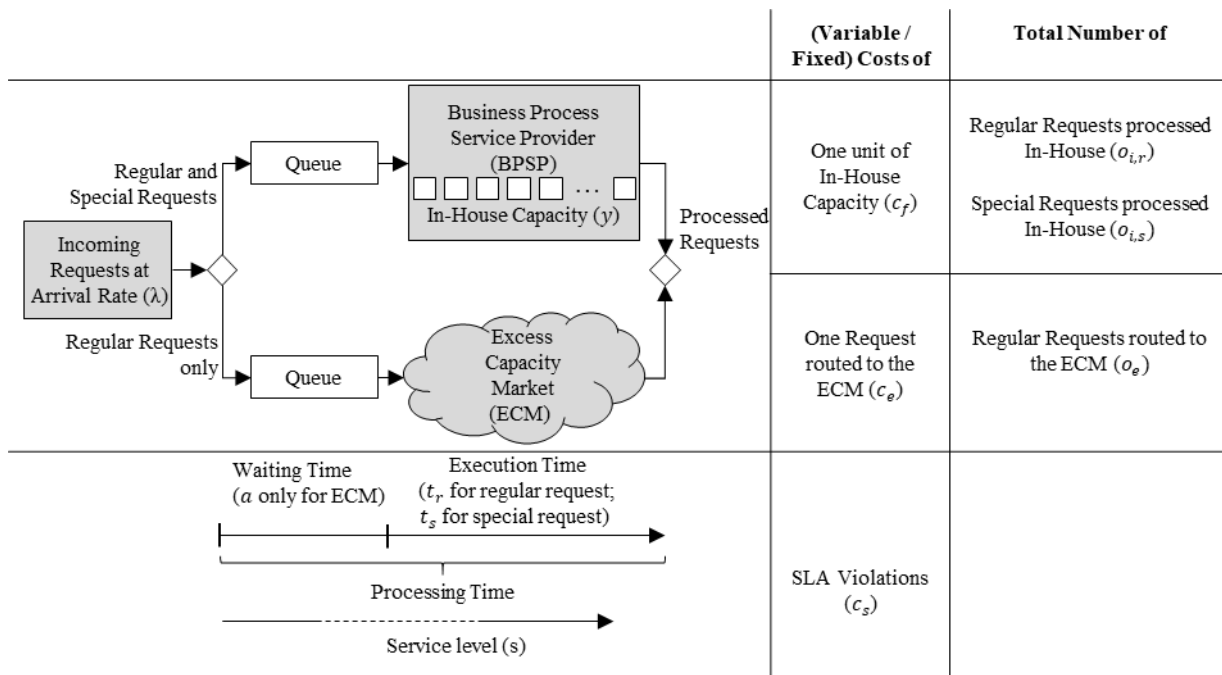 (Variable /
Fixed) Costs of
Total Number of
Business Process
Service Provider
(BPSP)
...
In-House Capacity (y)
Queue
Regular and
Special Requests
Incoming
Requests at
Arrival Rate (λ)
Processed
Requests
Regular Requests
only
Queue
Excess
Capacity
Market
(ECM)
One unit of
In-House
Capacity (c_f)
Regular Requests processed
In-House (o_{i,r})
Special Requests processed
In-House (o_{i,s})
One Request
routed to the
ECM (c_e)
Regular Requests routed to
the ECM (o_e)
Waiting Time
(a only for ECM)
Execution Time
(t_r for regular request;
t_s for special request)
Processing Time
Service level (s)
SLA Violations
(c_s)